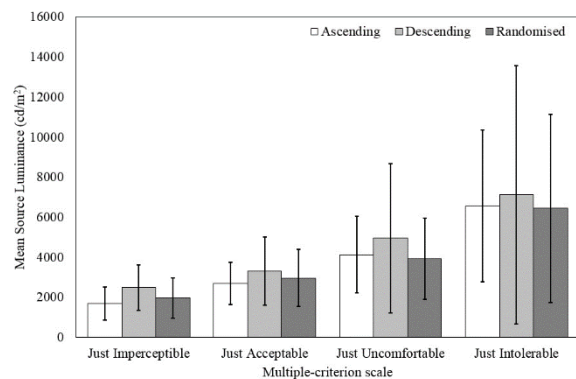 16000
14000
12000
10000
8000
6000
4000
2000
0
Mean Source Luminance (cd/m²)
Ascending Descending Randomised
Just Imperceptible Just Acceptable Just Uncomfortable Just Intolerable
Multiple-criterion scale